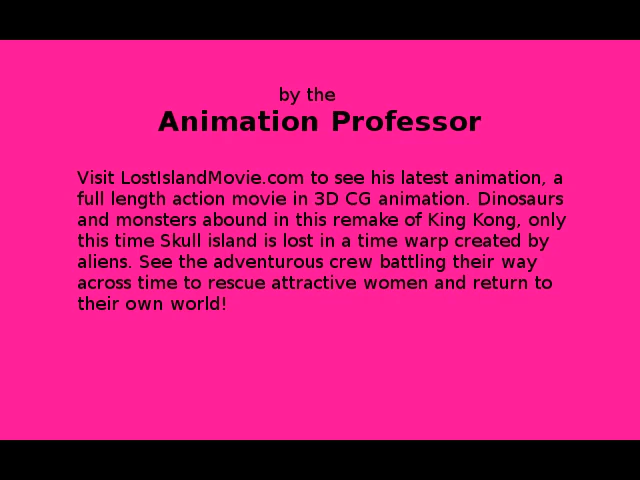 by the
Animation Professor
Visit LostIslandMovie.com to see his latest animation, a
full length action movie in 3D CG animation. Dinosaurs
and monsters abound in this remake of King Kong, only
this time Skull island is lost in a time warp created by
aliens. See the adventurous crew battling their way
across time to rescue attractive women and return to
their own world!